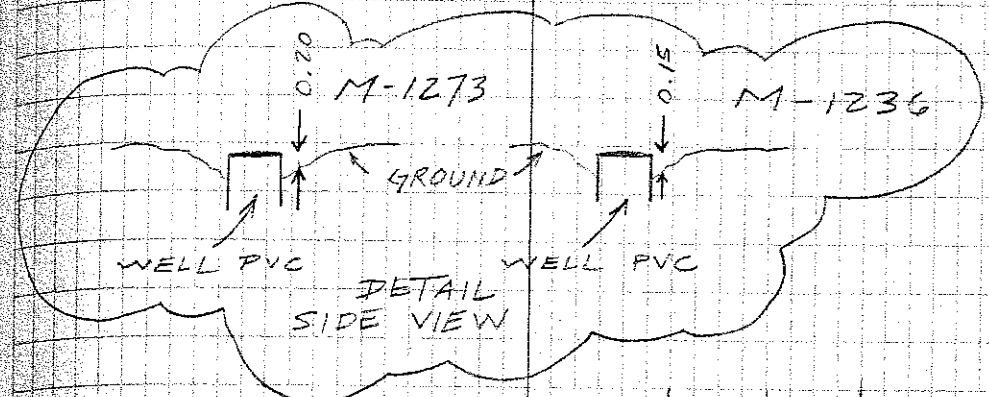 0.20
M-1273
0.15
M-1236
GROUND
WELL PVC
WELL PVC
DETAIL
SIDE VIEW